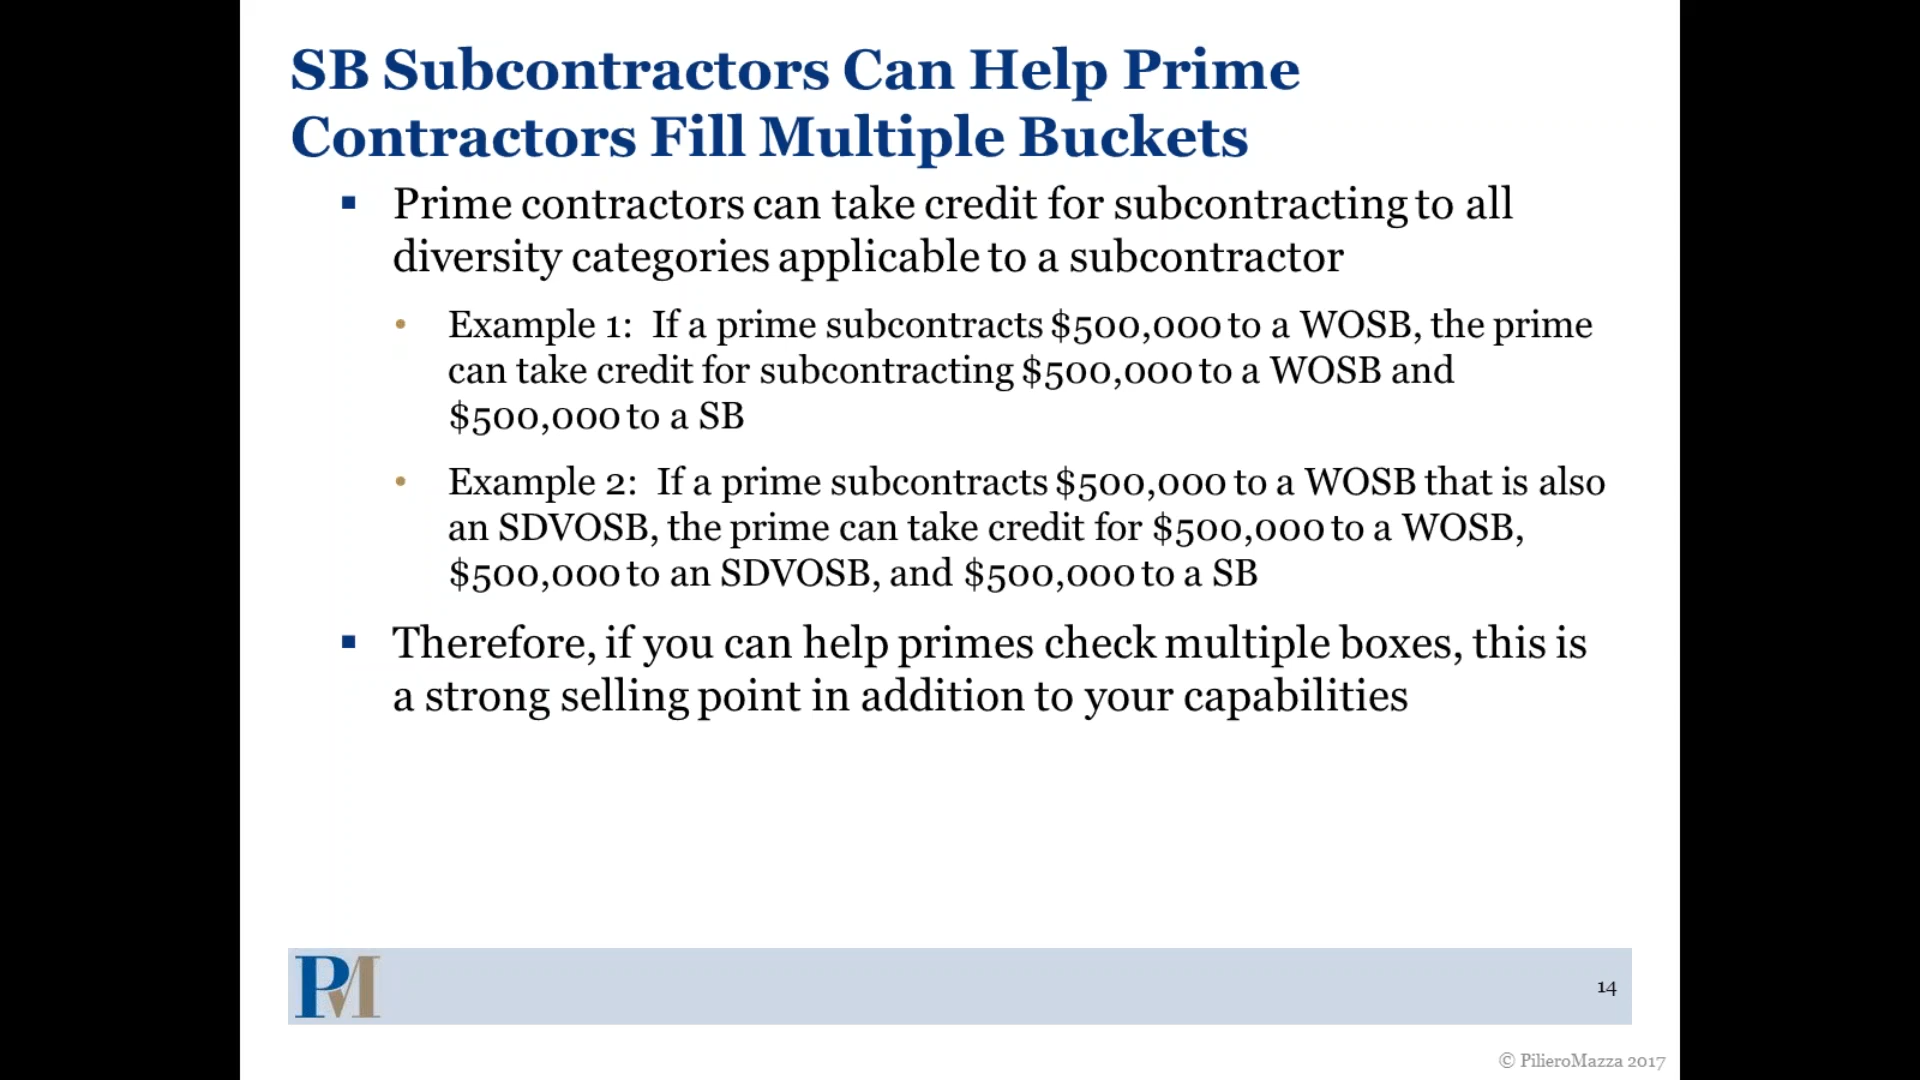 SB Subcontractors Can Help Prime
Contractors Fill Multiple Buckets
▪ Prime contractors can take credit for subcontracting to all
diversity categories applicable to a subcontractor
• Example 1:  If a prime subcontracts $500,000 to a WOSB, the prime
can take credit for subcontracting $500,000 to a WOSB and
$500,000 to a SB
• Example 2:  If a prime subcontracts $500,000 to a WOSB that is also
an SDVOSB, the prime can take credit for $500,000 to a WOSB,
$500,000 to an SDVOSB, and $500,000 to a SB
▪ Therefore, if you can help primes check multiple boxes, this is
a strong selling point in addition to your capabilities
PM
14
© PilieroMazza 2017